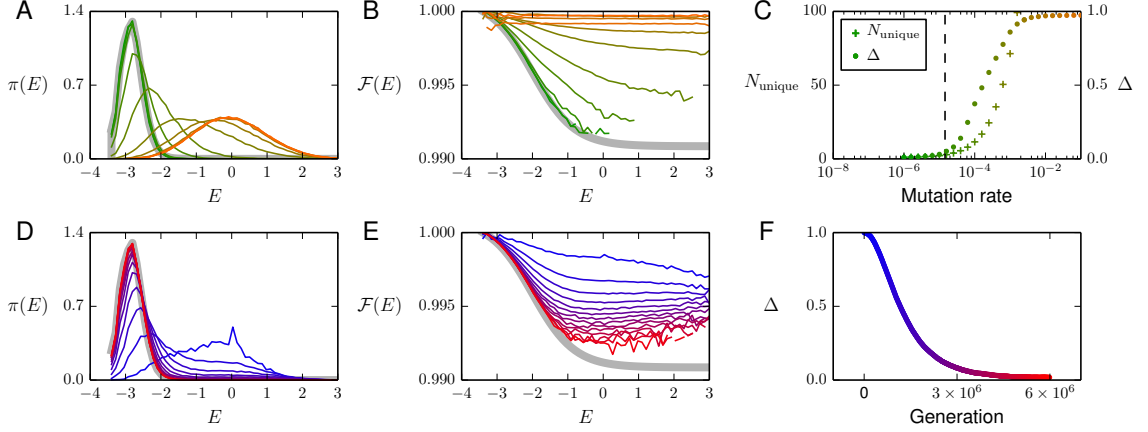 A
B
C
1.4
0.7
0.0
π(E)
−4 −3 −2 −1 0 1 2 3
E
1.000
0.995
0.990
F(E)
−4 −3 −2 −1 0 1 2 3
E
100
50
0
N_unique
N_unique
Δ
1.0
0.5
0.0
Δ
10⁻⁸ 10⁻⁶ 10⁻⁴ 10⁻² 10⁰
Mutation rate
D
E
F
1.4
0.7
0.0
π(E)
−4 −3 −2 −1 0 1 2 3
E
1.000
0.995
0.990
F(E)
−4 −3 −2 −1 0 1 2 3
E
1.0
0.5
0.0
Δ
0 3 × 10⁶ 6 × 10⁶
Generation